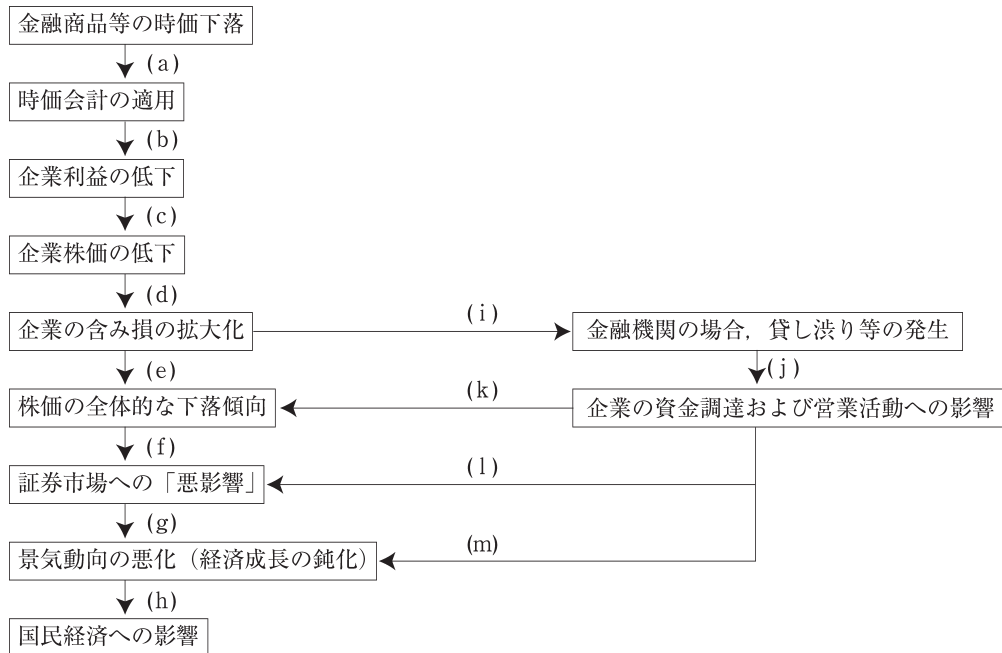 金融商品等の時価下落
(a)
時価会計の適用
(b)
企業利益の低下
(c)
企業株価の低下
(d)
企業の含み損の拡大化
(i)
金融機関の場合，貸し渋り等の発生
(e)
(j)
株価の全体的な下落傾向
(k)
企業の資金調達および営業活動への影響
(f)
証券市場への「悪影響」
(l)
(g)
景気動向の悪化（経済成長の鈍化）
(m)
(h)
国民経済への影響